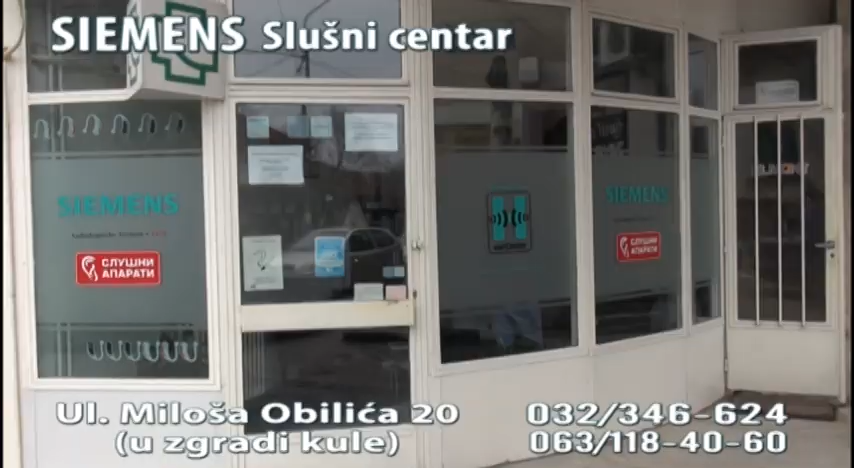 SIEMENS Slušni centar
SIEMENS
СЛУШНИ
АПАРАТИ
SIEMENS
СЛУШНИ
АПАРАТИ
Ul. Miloša Obilića 20
(u zgradi kule)
032/346-624
063/118-40-60